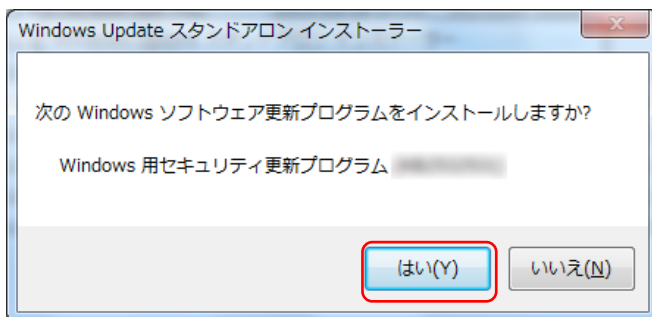 Windows Update スタンドアロン インストーラー
次の Windows ソフトウェア更新プログラムをインストールしますか?
Windows 用セキュリティ更新プログラム
はい(Y)
いいえ(N)